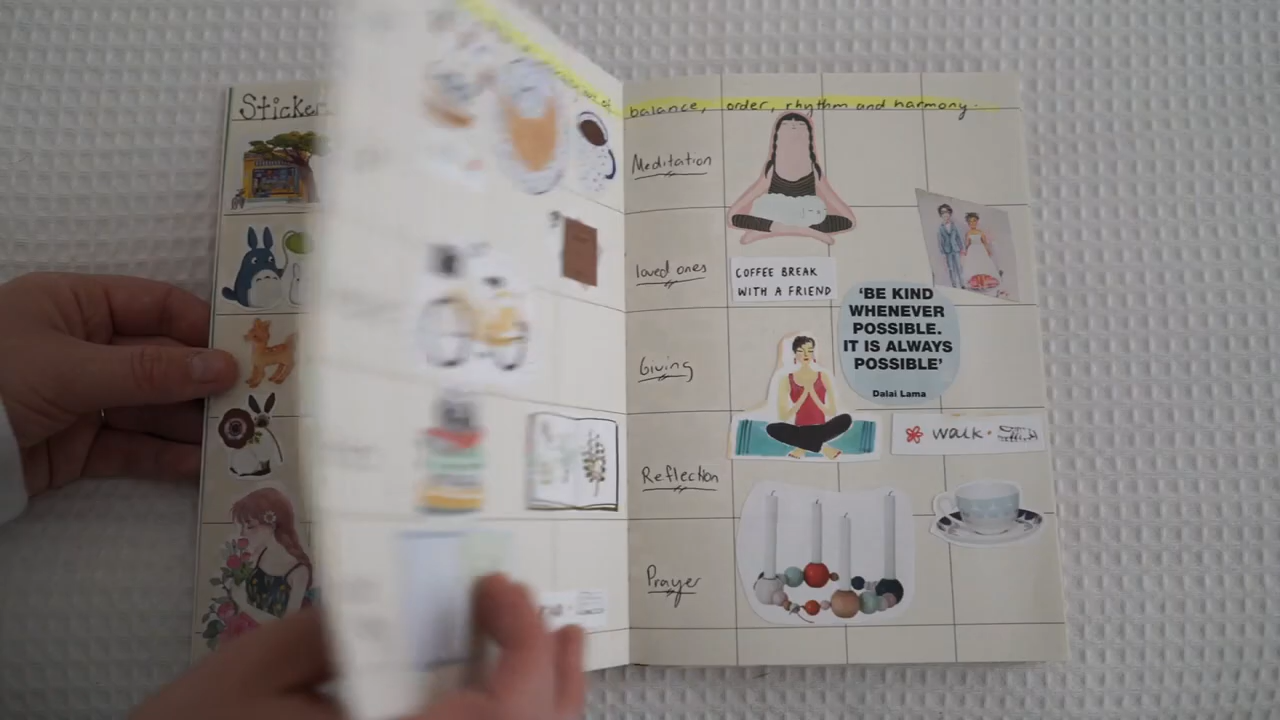 Sticker
balance, order, rhythm and harmony.
Meditation
loved ones
COFFEE BREAK
WITH A FRIEND
'BE KIND
WHENEVER
POSSIBLE.
IT IS ALWAYS
POSSIBLE'
Dalai Lama
Giving
walk.
Reflection
Prayer